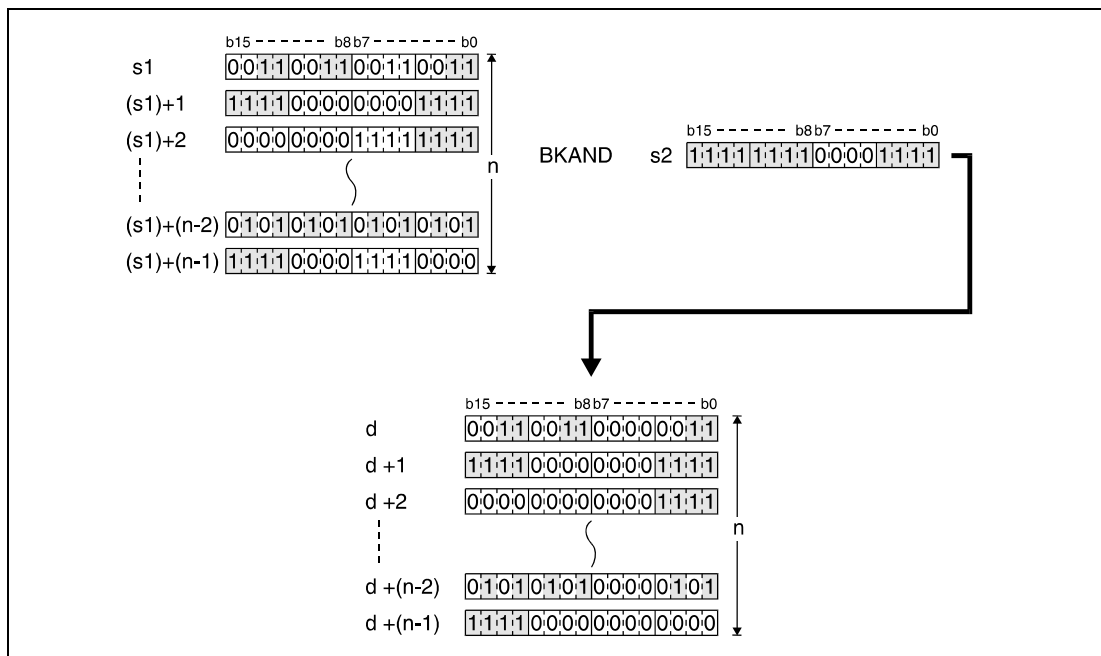 b15 b8 b7 b0
s1 0011001100110011
(s1)+1 1111000000001111
(s1)+2 0000000011111111
n
BKAND s2
b15 b8 b7 b0
1111111100001111
(s1)+(n-2) 0101010101010101
(s1)+(n-1) 1111000011110000
b15 b8 b7 b0
d 0011001100000011
d +1 1111000000001111
d +2 0000000000001111
n
d +(n-2) 0101010100000101
d +(n-1) 1111000000000000